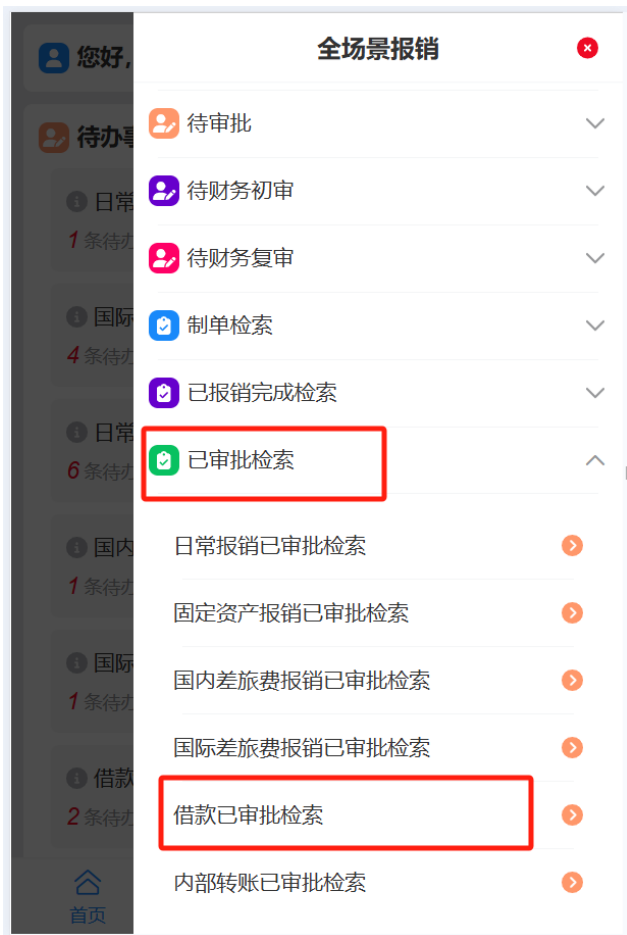 全场景报销
您好，
待办事
日常
1 条待办
国际
4 条待办
日常
6 条待办
国内
1 条待办
国际
1 条待办
借款
2 条待办
首页
待审批
待财务初审
待财务复审
制单检索
已报销完成检索
已审批检索
日常报销已审批检索
固定资产报销已审批检索
国内差旅费报销已审批检索
国际差旅费报销已审批检索
借款已审批检索
内部转账已审批检索